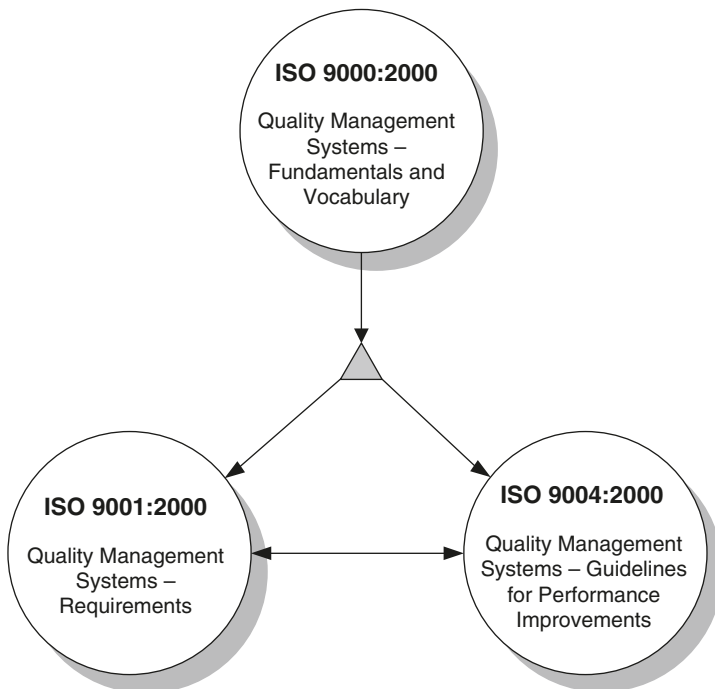 ISO 9000:2000
Quality Management
Systems –
Fundamentals and
Vocabulary
ISO 9001:2000
Quality Management
Systems –
Requirements
ISO 9004:2000
Quality Management
Systems – Guidelines
for Performance
Improvements